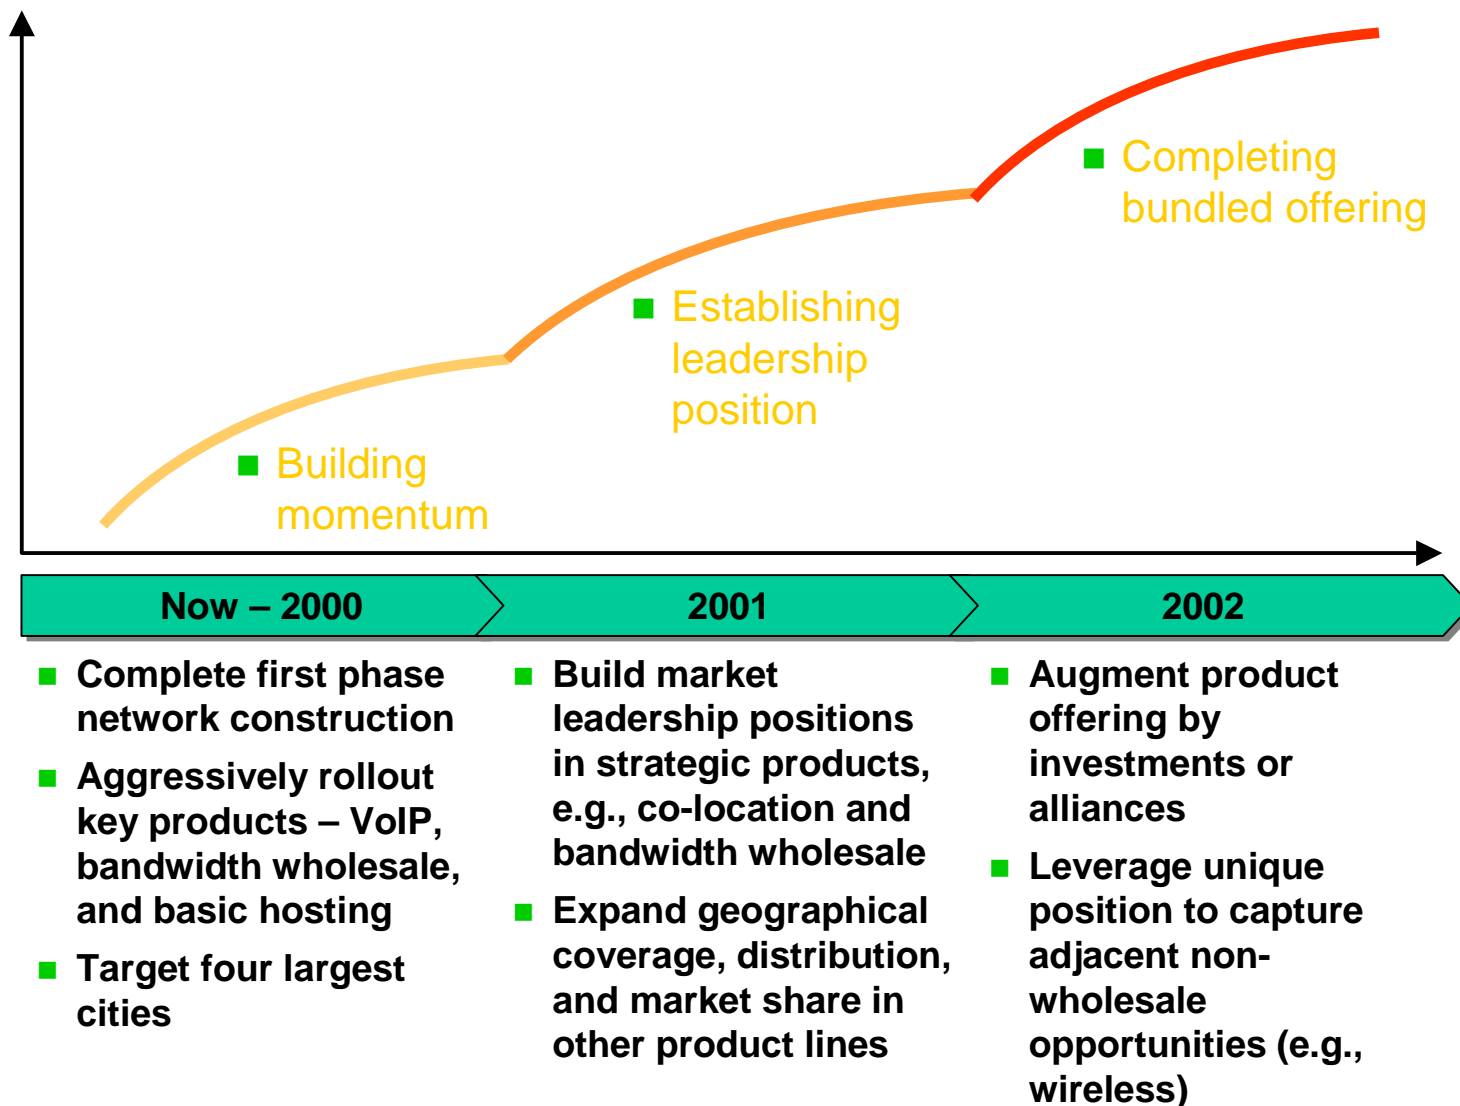 Completing
bundled offering
Establishing
leadership
position
Building
momentum
Now – 2000
2001
2002
Complete first phase
network construction
Aggressively rollout
key products – VoIP,
bandwidth wholesale,
and basic hosting
Target four largest
cities
Build market
leadership positions
in strategic products,
e.g., co-location and
bandwidth wholesale
Expand geographical
coverage, distribution,
and market share in
other product lines
Augment product
offering by
investments or
alliances
Leverage unique
position to capture
adjacent non-
wholesale
opportunities (e.g.,
wireless)